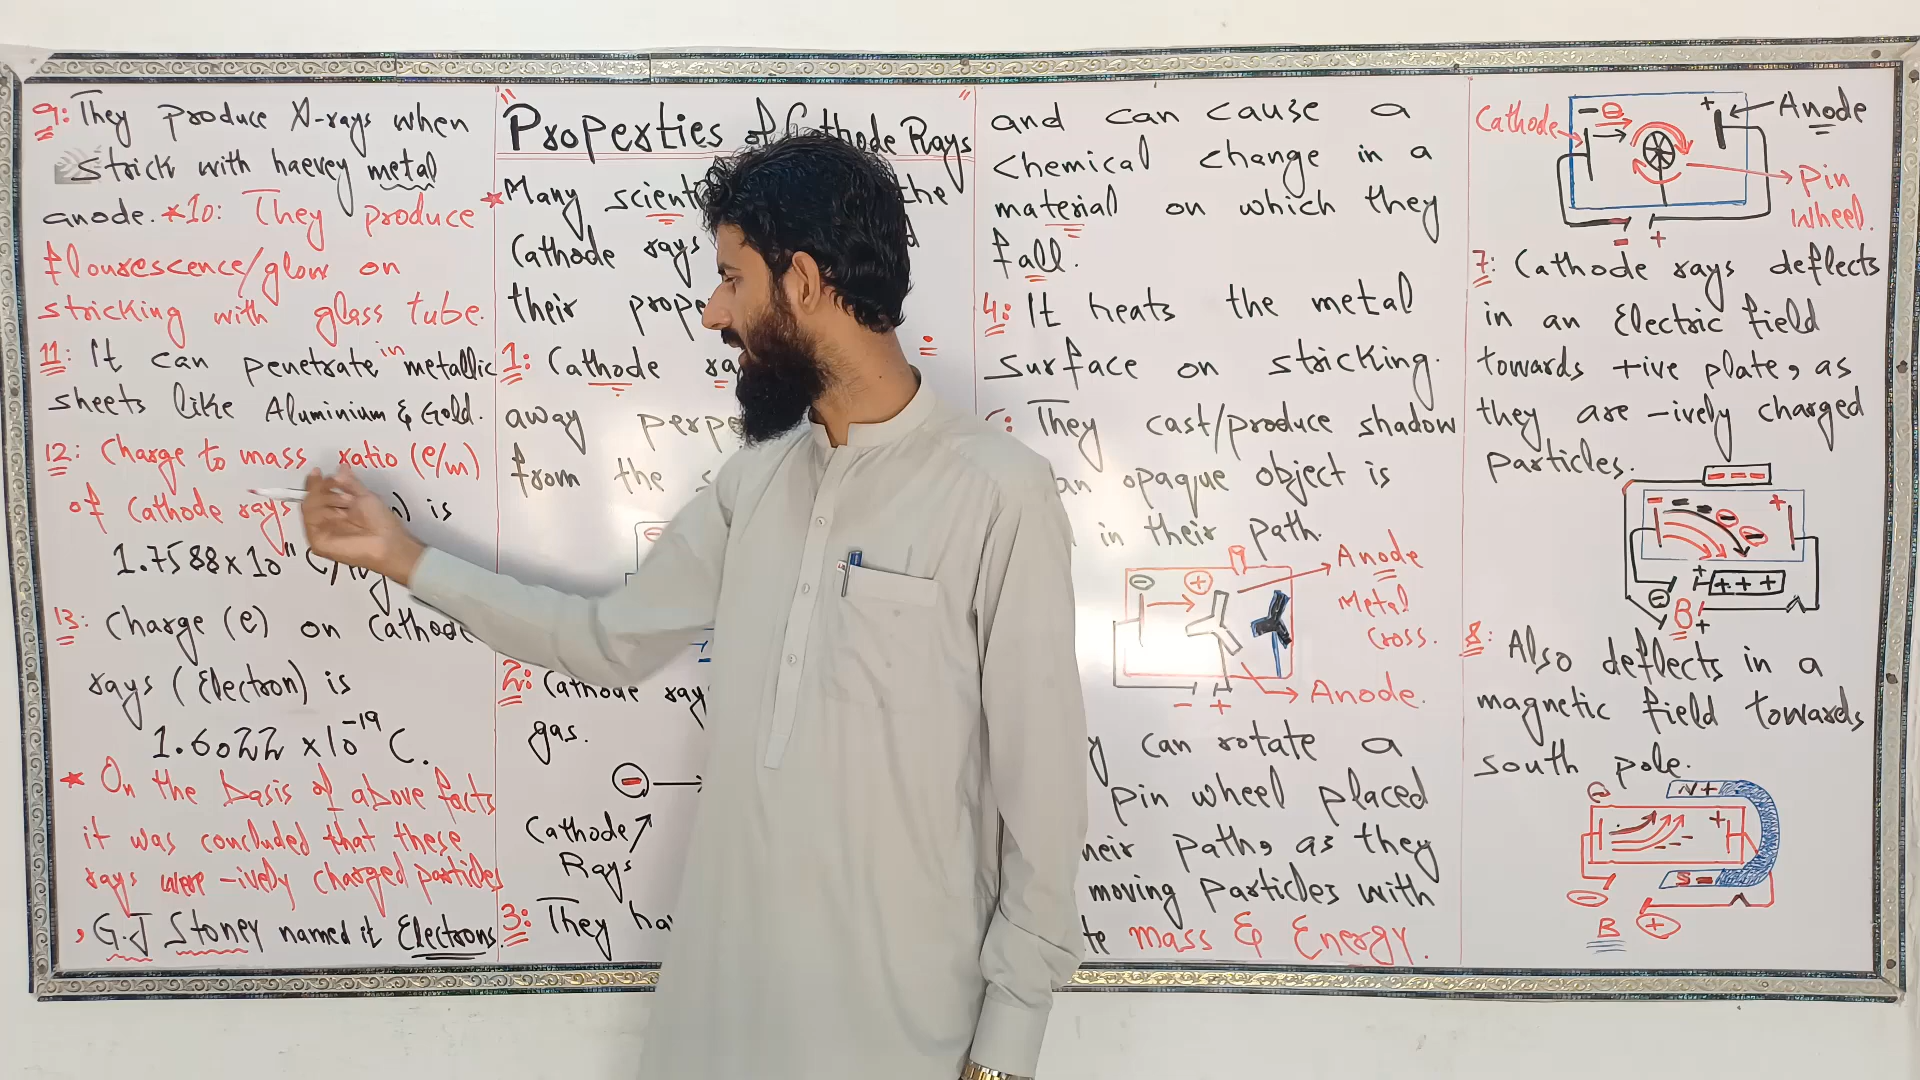 9: They produce X-rays when
strick with haevey metal
anode. *10: They produce
flourescence/glow on
stricking with glass tube.
11: It can penetrate in metallic
sheets like Aluminium & Gold.
12: Charge to mass ratio (e/m)
of Cathode rays is
1.7588 x 10¹¹ C/
13: Charge (e) on Cathode
rays (Electron) is
1.6022 x 10⁻¹⁹ C.
* On the basis of above facts
it was concluded that these
rays were -ively charged particles
, G.J Stoney named it Electrons.
"Properties of Cathode Rays"
* Many the
Cathode rays
their
1: Cathode
away
from the
2: Cathode
gas.
-
Cathode
Rays
3: They
and can cause a
chemical change in a
material on which they
fall.
4: It heats the metal
surface on stricking.
They cast/produce shadow
an opaque object is
in their path.
- +
Anode
Metal
Cross.
Anode.
- +
can rotate a
pin wheel placed
path, as they
moving particles with
mass & Energy.
Cathode - e + Anode
Pin
Wheel.
- +
7: Cathode rays deflects
in an Electric field
towards +ive plate, as
they are -ively charged
particles.
- - -
- +
+ + +
- B +
8: Also deflects in a
magnetic field towards
south pole.
N+
+
S-
- B +